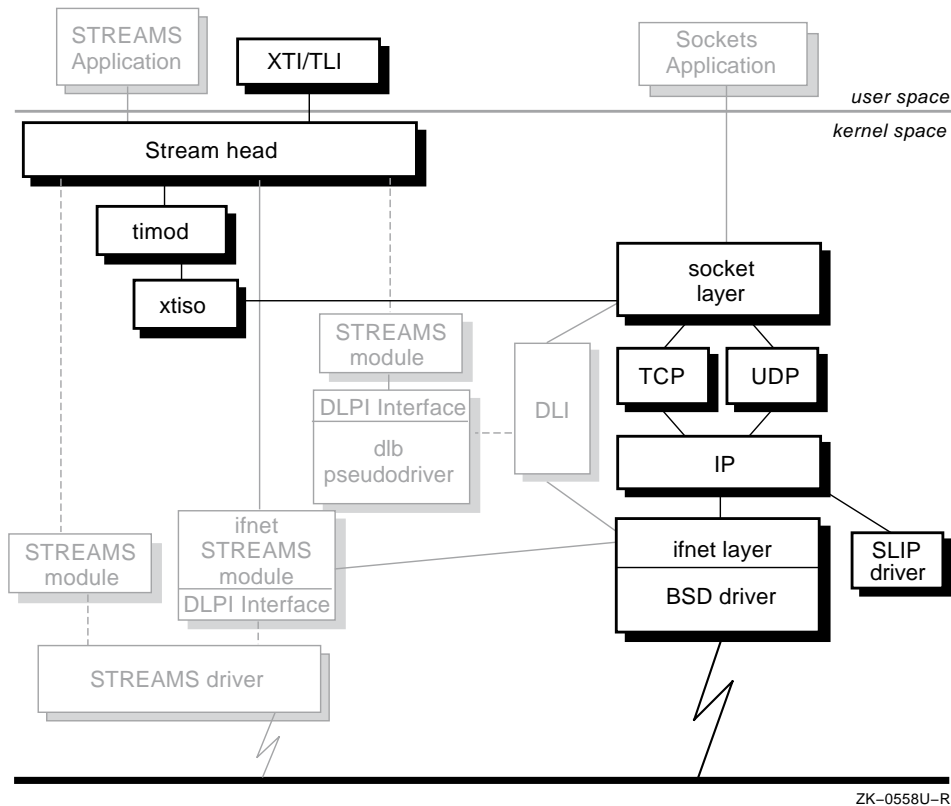 STREAMS
Application
XTI/TLI
Sockets
Application
user space
kernel space
Stream head
timod
xtiso
socket
layer
STREAMS
module
TCP
UDP
DLI
DLPI Interface
dlb
pseudodriver
IP
ifnet
STREAMS
module
DLPI Interface
ifnet layer
BSD driver
SLIP
driver
STREAMS
module
STREAMS driver
ZK–0558U–R